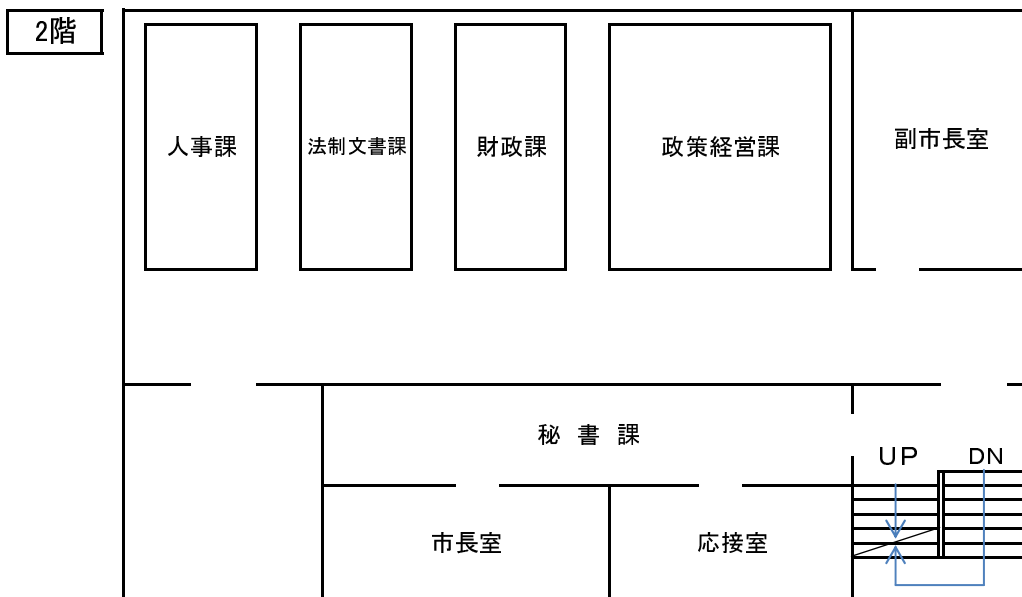 2階
人事課
法制文書課
財政課
政策経営課
副市長室
秘書課
UP
DN
市長室
応接室